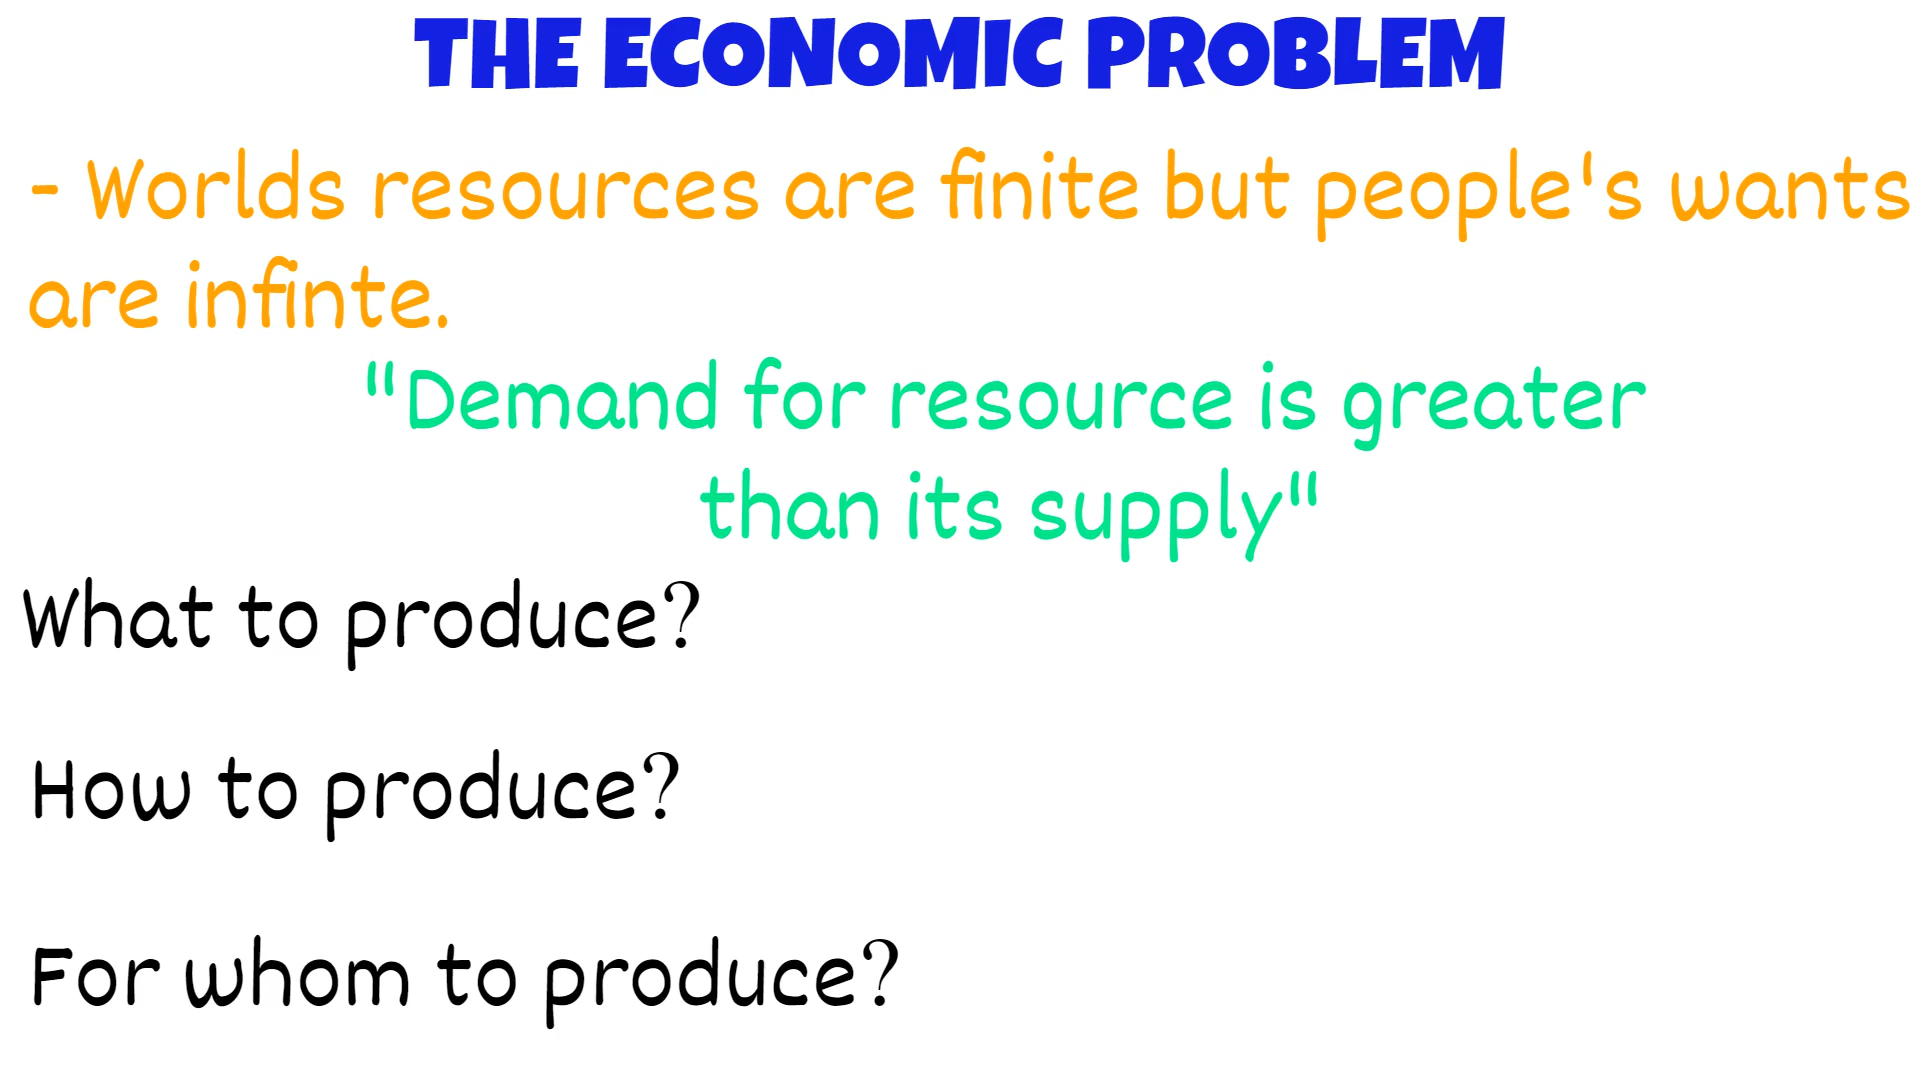 THE ECONOMIC PROBLEM
- Worlds resources are finite but people's wants
are infinte.
"Demand for resource is greater
than its supply"
What to produce?
How to produce?
For whom to produce?